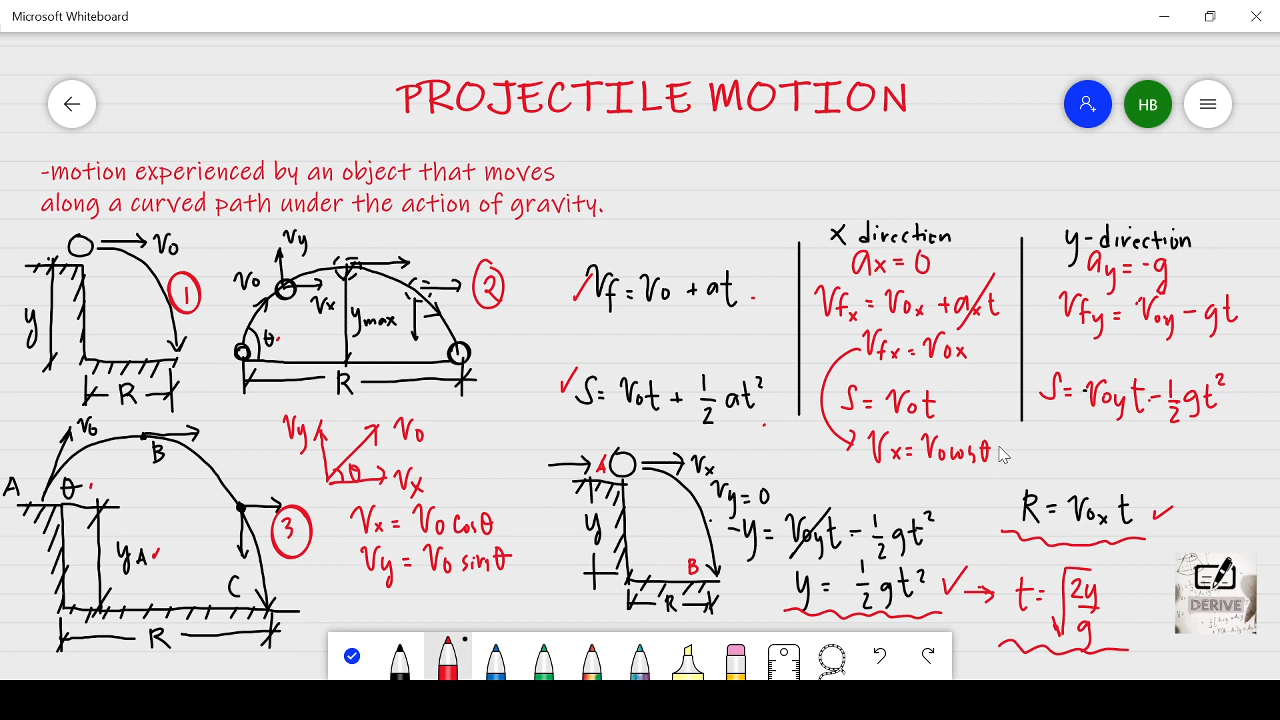 Microsoft Whiteboard
PROJECTILE MOTION
HB
-motion experienced by an object that moves
along a curved path under the action of gravity.
V₀
y
R
1
V₀
Vy
Vx
θ
ymax
R
2
Vf = V₀ + at
S = V₀t + 1/2 at²
x direction
ax = 0
Vfx = V₀x + axt
Vfx = V₀x
S = V₀t
Vx = V₀cosθ
y-direction
ay = -g
Vfy = V₀y - gt
S = V₀yt - 1/2 gt²
V₀
A
θ
B
yA
C
R
3
Vy
V₀
θ
Vx
Vx = V₀ cosθ
Vy = V₀ sinθ
A
Vx
Vy = 0
y
B
R
-y = V₀yt - 1/2 gt²
y = 1/2 gt²
R = V₀x t
t = √2y/g
DERIVE